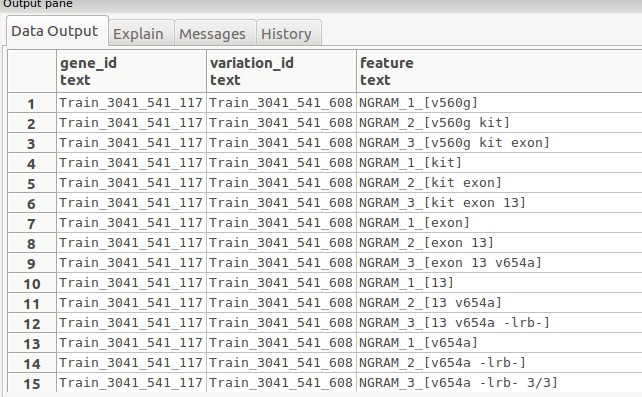 Output pane
Data Output Explain Messages History
gene_id variation_id feature
text text text
1 Train_3041_541_117 Train_3041_541_608 NGRAM_1_[v560g]
2 Train_3041_541_117 Train_3041_541_608 NGRAM_2_[v560g kit]
3 Train_3041_541_117 Train_3041_541_608 NGRAM_3_[v560g kit exon]
4 Train_3041_541_117 Train_3041_541_608 NGRAM_1_[kit]
5 Train_3041_541_117 Train_3041_541_608 NGRAM_2_[kit exon]
6 Train_3041_541_117 Train_3041_541_608 NGRAM_3_[kit exon 13]
7 Train_3041_541_117 Train_3041_541_608 NGRAM_1_[exon]
8 Train_3041_541_117 Train_3041_541_608 NGRAM_2_[exon 13]
9 Train_3041_541_117 Train_3041_541_608 NGRAM_3_[exon 13 v654a]
10 Train_3041_541_117 Train_3041_541_608 NGRAM_1_[13]
11 Train_3041_541_117 Train_3041_541_608 NGRAM_2_[13 v654a]
12 Train_3041_541_117 Train_3041_541_608 NGRAM_3_[13 v654a -lrb-]
13 Train_3041_541_117 Train_3041_541_608 NGRAM_1_[v654a]
14 Train_3041_541_117 Train_3041_541_608 NGRAM_2_[v654a -lrb-]
15 Train_3041_541_117 Train_3041_541_608 NGRAM_3_[v654a -lrb- 3/3]